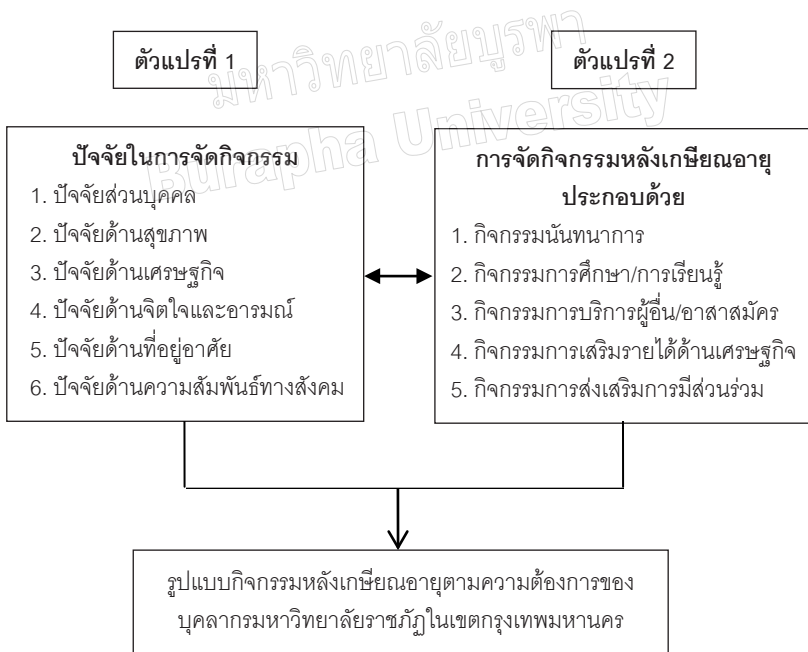 ตัวแปรที่ 1
ตัวแปรที่ 2
มหาวิทยาลัยบูรพา
Burapha University
ปัจจัยในการจัดกิจกรรม
1. ปัจจัยส่วนบุคคล
2. ปัจจัยด้านสุขภาพ
3. ปัจจัยด้านเศรษฐกิจ
4. ปัจจัยด้านจิตใจและอารมณ์
5. ปัจจัยด้านที่อยู่อาศัย
6. ปัจจัยด้านความสัมพันธ์ทางสังคม
การจัดกิจกรรมหลังเกษียณอายุ
ประกอบด้วย
1. กิจกรรมนันทนาการ
2. กิจกรรมการศึกษา/การเรียนรู้
3. กิจกรรมการบริการผู้อื่น/อาสาสมัคร
4. กิจกรรมการเสริมรายได้ด้านเศรษฐกิจ
5. กิจกรรมการส่งเสริมการมีส่วนร่วม
รูปแบบกิจกรรมหลังเกษียณอายุตามความต้องการของ
บุคลากรมหาวิทยาลัยราชภัฏในเขตกรุงเทพมหานคร